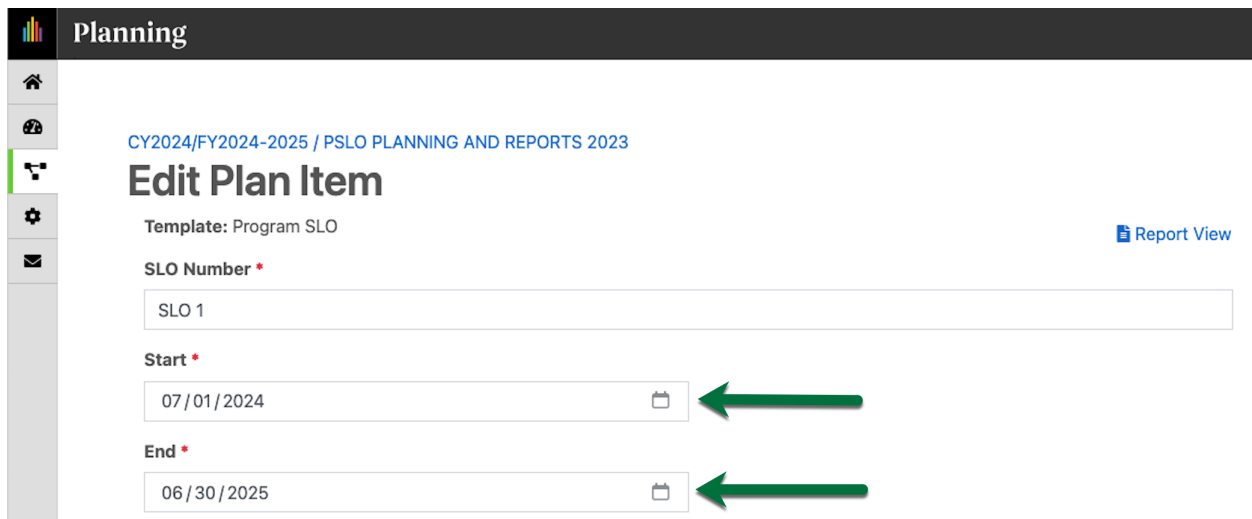 Planning
CY2024/FY2024-2025 / PSLO PLANNING AND REPORTS 2023
Edit Plan Item
Template: Program SLO
Report View
SLO Number *
SLO 1
Start *
07/01/2024
End *
06/30/2025